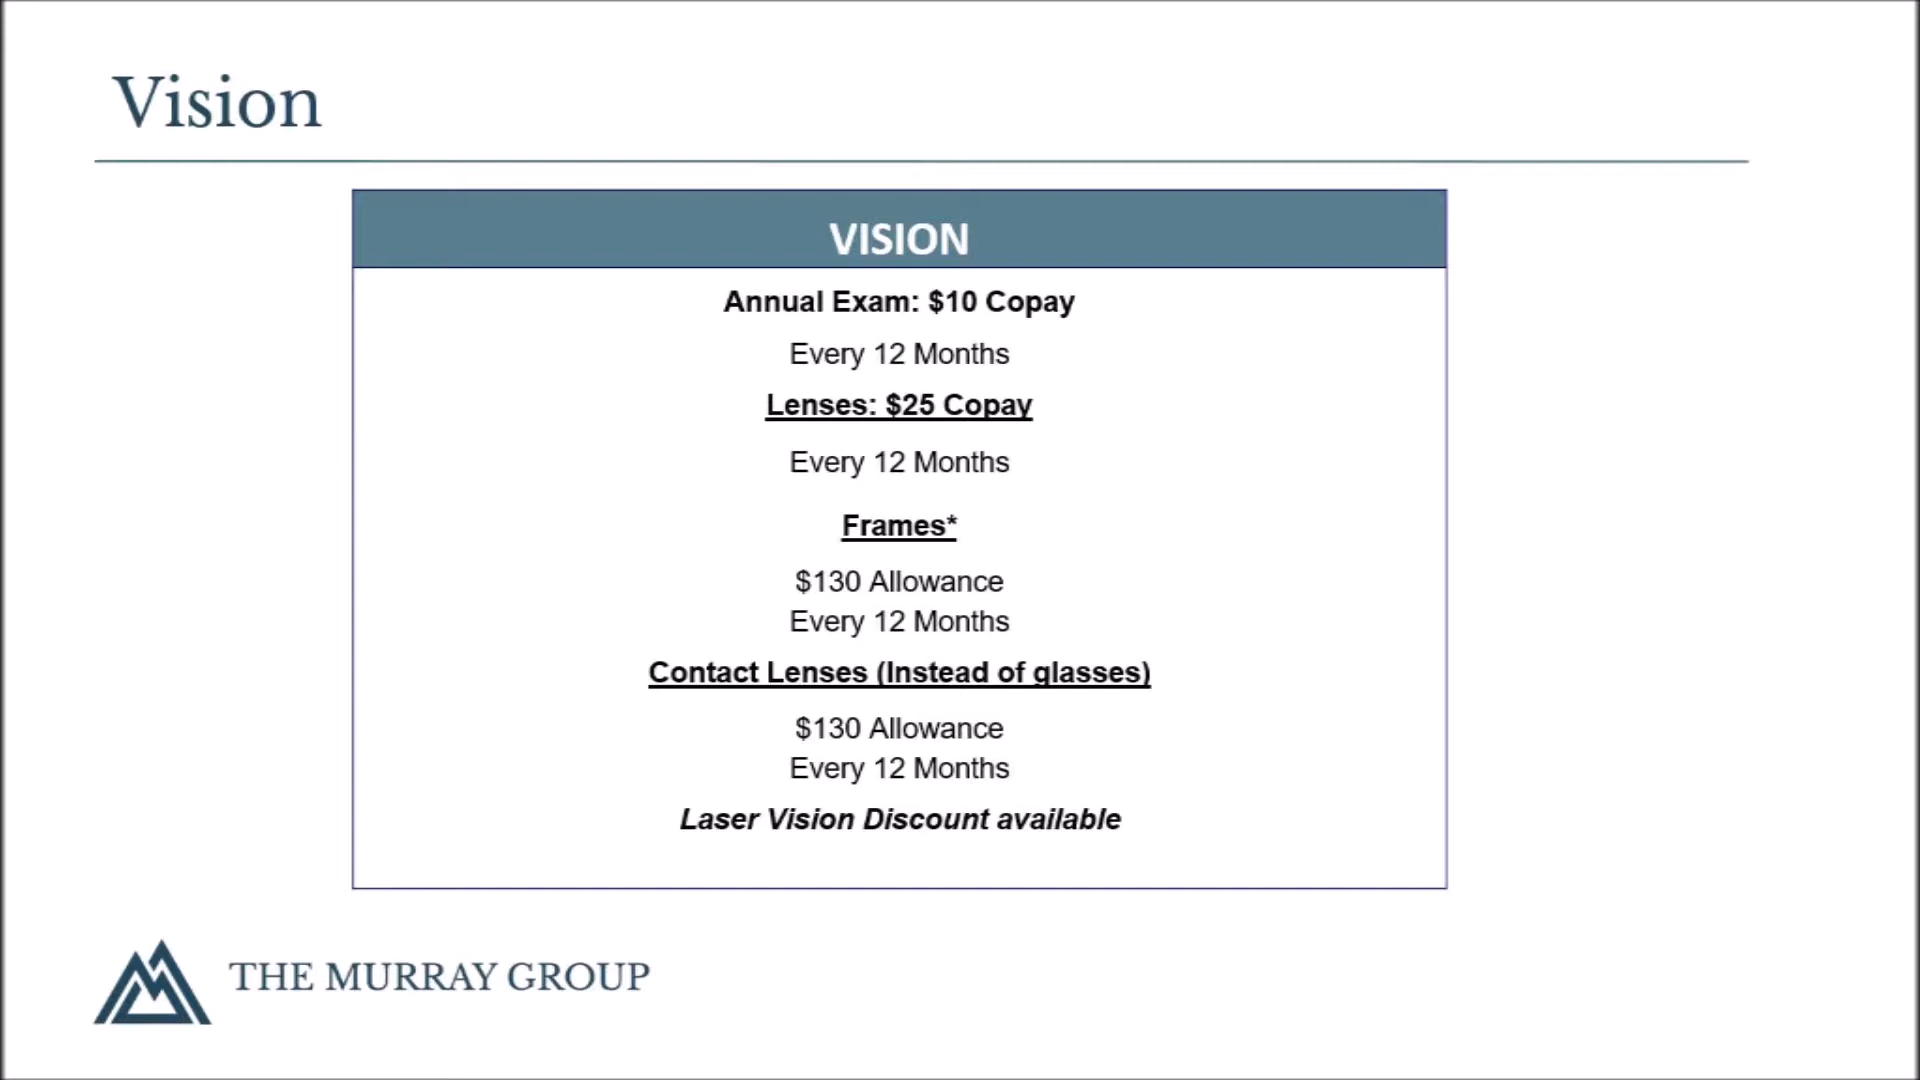 Vision
VISION
Annual Exam: $10 Copay
Every 12 Months
Lenses: $25 Copay
Every 12 Months
Frames*
$130 Allowance
Every 12 Months
Contact Lenses (Instead of glasses)
$130 Allowance
Every 12 Months
Laser Vision Discount available
THE MURRAY GROUP